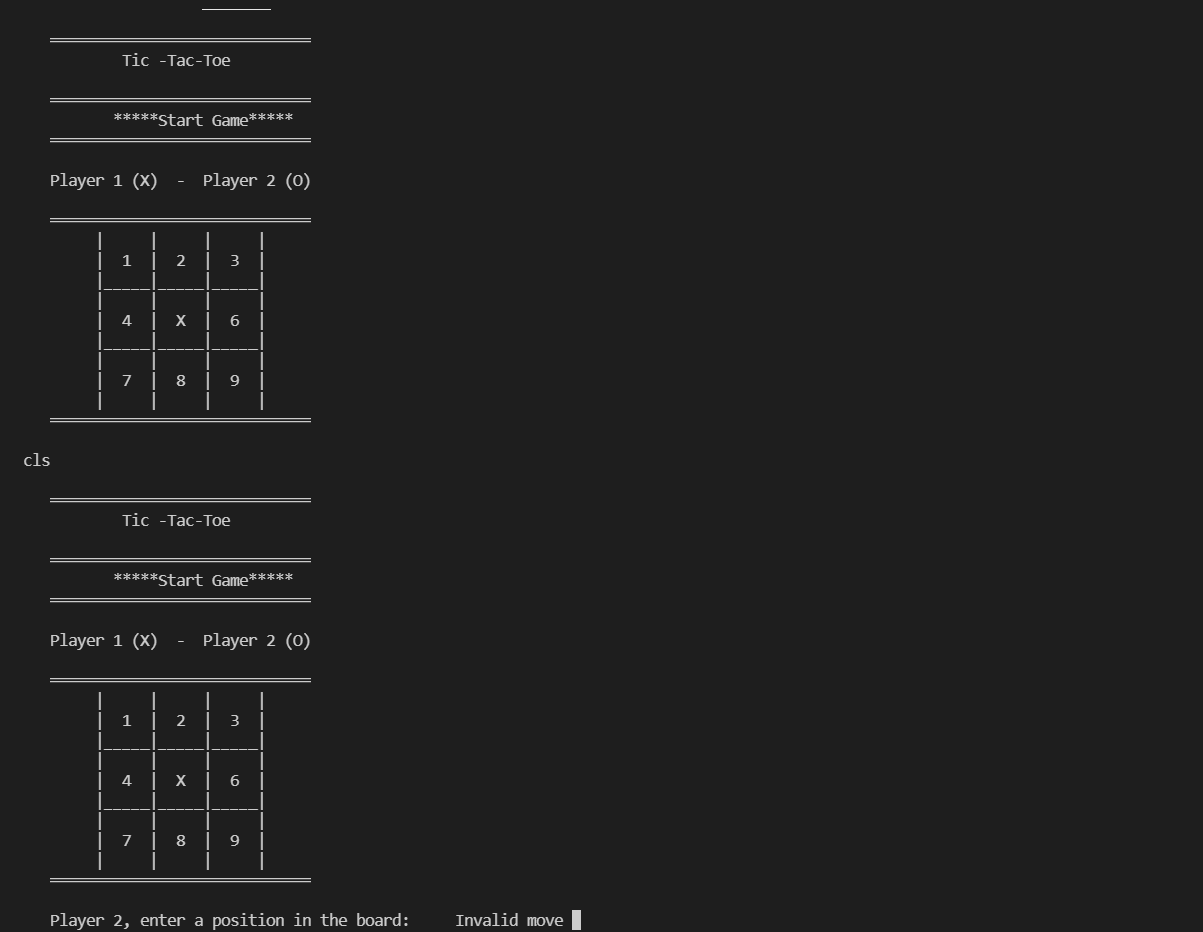 Tic -Tac-Toe
*****Start Game*****
Player 1 (X)  -  Player 2 (O)
1 | 2 | 3
4 | X | 6
7 | 8 | 9
cls
Tic -Tac-Toe
*****Start Game*****
Player 1 (X)  -  Player 2 (O)
1 | 2 | 3
4 | X | 6
7 | 8 | 9
Player 2, enter a position in the board:     Invalid move